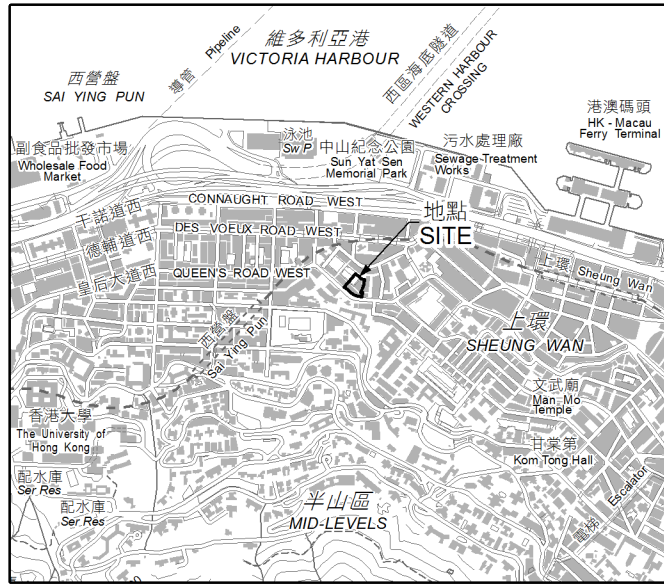 維多利亞港
VICTORIA HARBOUR
導管 Pipeline
西區海底隧道
WESTERN HARBOUR
CROSSING
西營盤
SAI YING PUN
港澳碼頭
HK - Macau
Ferry Terminal
副食品批發市場
Wholesale Food
Market
泳池
Sw P
中山紀念公園
Sun Yat Sen
Memorial Park
污水處理廠
Sewage Treatment
Works
干諾道西
CONNAUGHT ROAD WEST
地點
SITE
德輔道西
DES VOEUX ROAD WEST
皇后大道西
QUEEN'S ROAD WEST
上環 Sheung Wan
西營盤
Sai Ying Pun
上環
SHEUNG WAN
文武廟
Man Mo
Temple
香港大學
The University of
Hong Kong
甘棠第
Kom Tong Hall
配水庫
Ser Res
配水庫
Ser Res
半山區
MID-LEVELS
電梯 Escalator